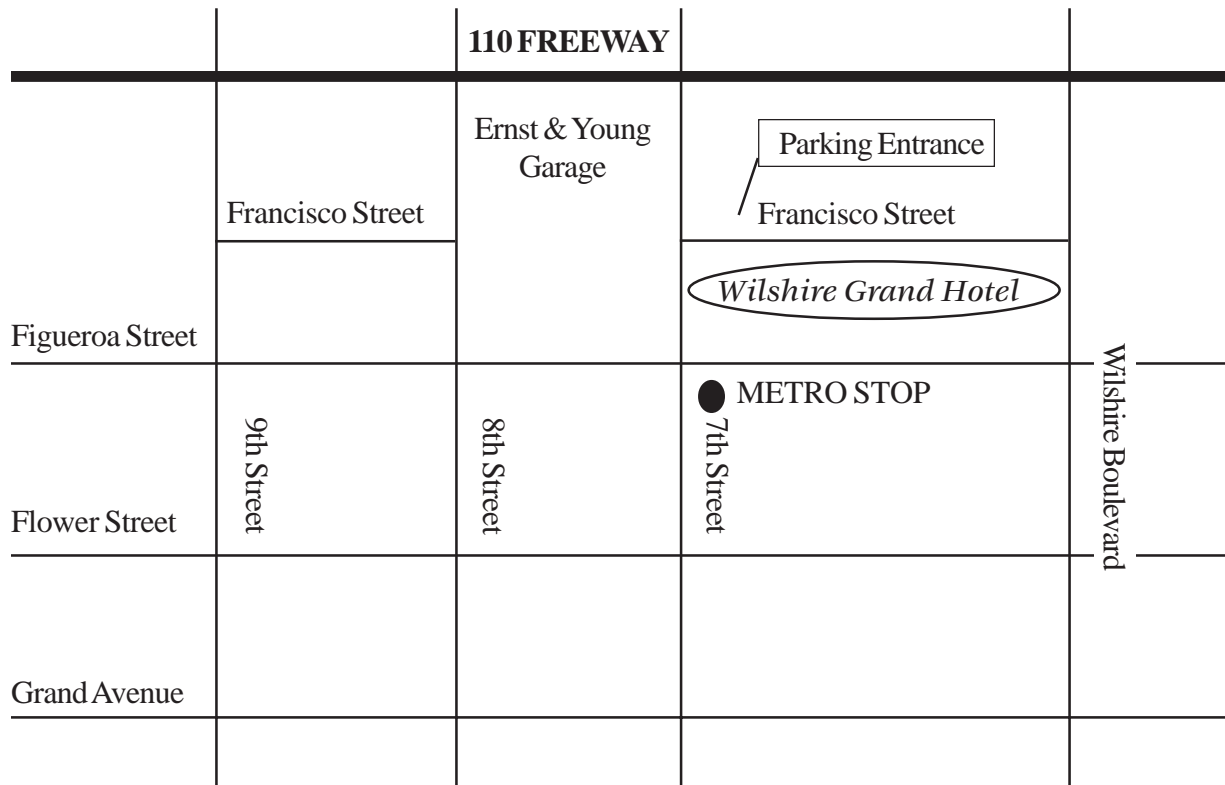 110 FREEWAY
Ernst & Young
Garage
Parking Entrance
Francisco Street
Francisco Street
Wilshire Grand Hotel
Figueroa Street
METRO STOP
9th Street
8th Street
7th Street
Wilshire Boulevard
Flower Street
Grand Avenue